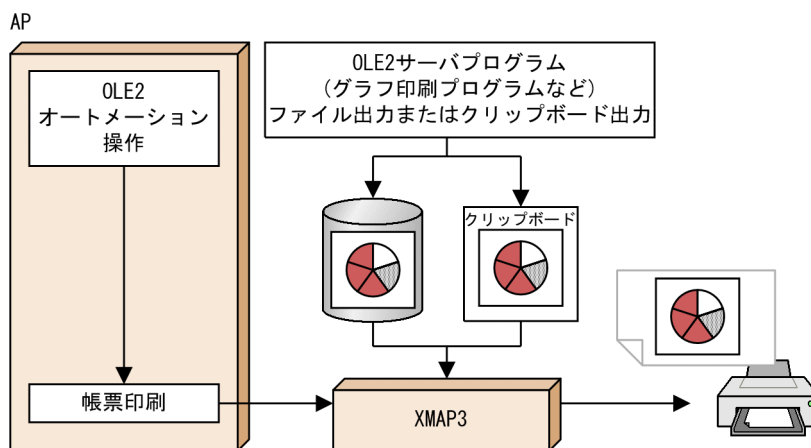 AP
OLE2
オートメーション
操作
OLE2サーバプログラム
(グラフ印刷プログラムなど)
ファイル出力またはクリップボード出力
クリップボード
帳票印刷
XMAP3